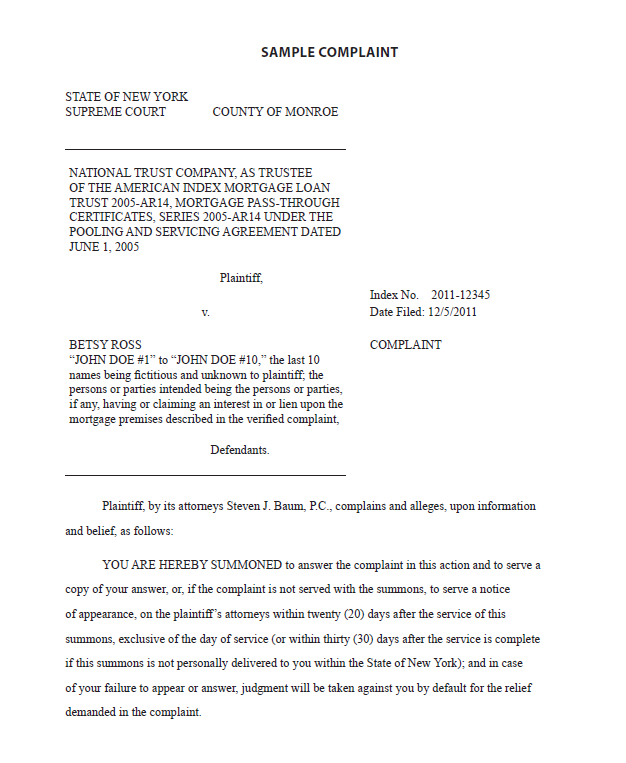 SAMPLE COMPLAINT
STATE OF NEW YORK
SUPREME COURT COUNTY OF MONROE
NATIONAL TRUST COMPANY, AS TRUSTEE
OF THE AMERICAN INDEX MORTGAGE LOAN
TRUST 2005-AR14, MORTGAGE PASS-THROUGH
CERTIFICATES, SERIES 2005-AR14 UNDER THE
POOLING AND SERVICING AGREEMENT DATED
JUNE 1, 2005
Plaintiff,
Index No. 2011-12345
v.
Date Filed: 12/5/2011
BETSY ROSS
COMPLAINT
“JOHN DOE #1” to “JOHN DOE #10,” the last 10
names being fictitious and unknown to plaintiff; the
persons or parties intended being the persons or parties,
if any, having or claiming an interest in or lien upon the
mortgage premises described in the verified complaint,
Defendants.
Plaintiff, by its attorneys Steven J. Baum, P.C., complains and alleges, upon information
and belief, as follows:
YOU ARE HEREBY SUMMONED to answer the complaint in this action and to serve a
copy of your answer, or, if the complaint is not served with the summons, to serve a notice
of appearance, on the plaintiff’s attorneys within twenty (20) days after the service of this
summons, exclusive of the day of service (or within thirty (30) days after the service is complete
if this summons is not personally delivered to you within the State of New York); and in case
of your failure to appear or answer, judgment will be taken against you by default for the relief
demanded in the complaint.